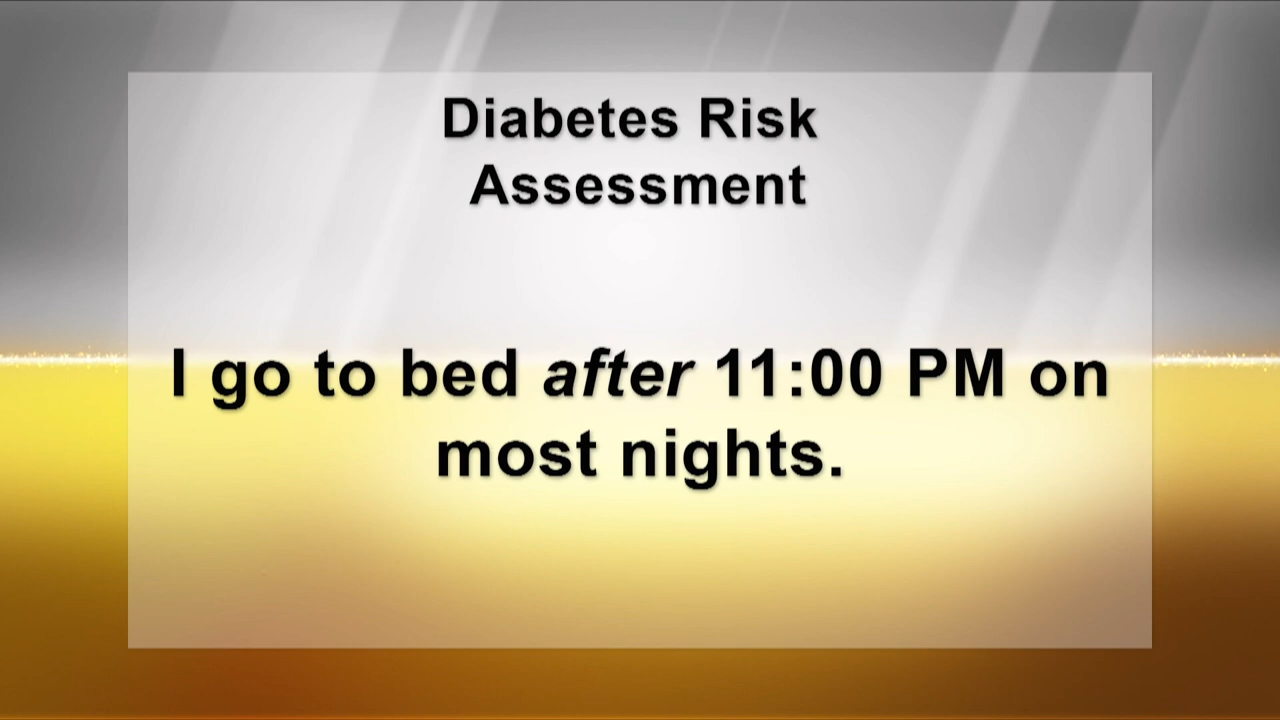 Diabetes Risk
Assessment
I go to bed after 11:00 PM on
most nights.